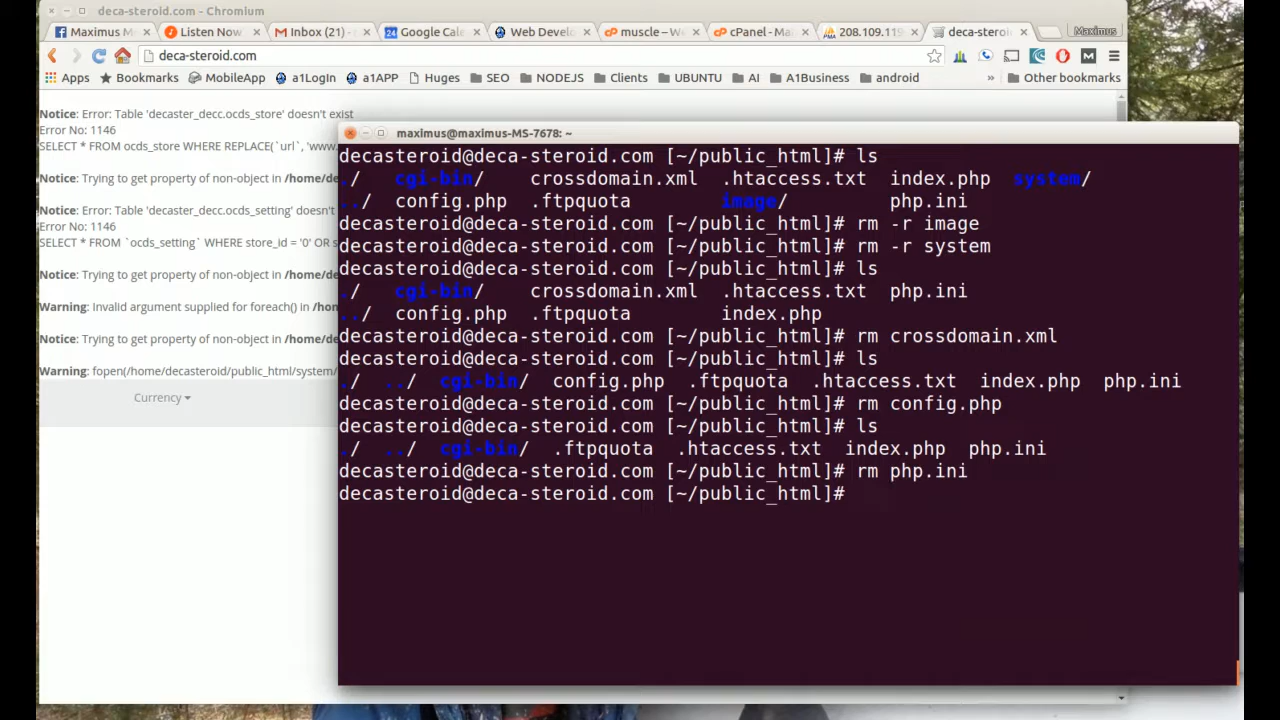 deca-steroid.com - Chromium
Maximus M
Listen Now
Inbox (21) -
Google Cale
Web Develo
muscle – W
cPanel - Ma
208.109.119
deca-steroi
Maximus
deca-steroid.com
Apps Bookmarks MobileApp a1LogIn a1APP Huges SEO NODEJS Clients UBUNTU AI A1Business android » Other bookmarks
Notice: Error: Table 'decaster_decc.ocds_store' doesn't exist
Error No: 1146
SELECT * FROM ocds_store WHERE REPLACE(`url`, 'www.
Notice: Trying to get property of non-object in /home/de
Notice: Error: Table 'decaster_decc.ocds_setting' doesn't
Error No: 1146
SELECT * FROM `ocds_setting` WHERE store_id = '0' OR s
Notice: Trying to get property of non-object in /home/de
Warning: Invalid argument supplied for foreach() in /hon
Notice: Trying to get property of non-object in /home/de
Warning: fopen(/home/decasteroid/public_html/system/
Currency
maximus@maximus-MS-7678: ~
decasteroid@deca-steroid.com [~/public_html]# ls
./ cgi-bin/ crossdomain.xml .htaccess.txt index.php system/
../ config.php .ftpquota image/ php.ini
decasteroid@deca-steroid.com [~/public_html]# rm -r image
decasteroid@deca-steroid.com [~/public_html]# rm -r system
decasteroid@deca-steroid.com [~/public_html]# ls
./ cgi-bin/ crossdomain.xml .htaccess.txt php.ini
../ config.php .ftpquota index.php
decasteroid@deca-steroid.com [~/public_html]# rm crossdomain.xml
decasteroid@deca-steroid.com [~/public_html]# ls
./ ../ cgi-bin/ config.php .ftpquota .htaccess.txt index.php php.ini
decasteroid@deca-steroid.com [~/public_html]# rm config.php
decasteroid@deca-steroid.com [~/public_html]# ls
./ ../ cgi-bin/ .ftpquota .htaccess.txt index.php php.ini
decasteroid@deca-steroid.com [~/public_html]# rm php.ini
decasteroid@deca-steroid.com [~/public_html]#